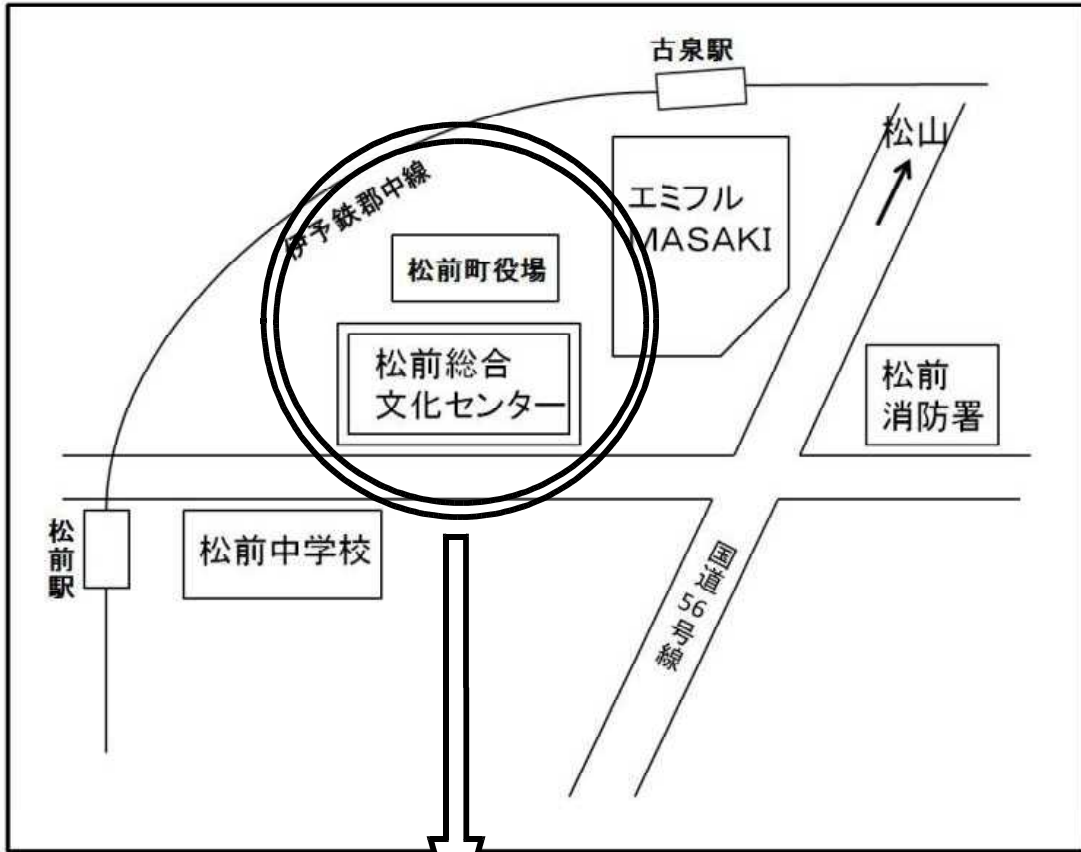 古泉駅
松山
エミフル
MASAKI
伊予鉄郡中線
松前町役場
松前総合
文化センター
松前
消防署
松前駅
松前中学校
国道56号線